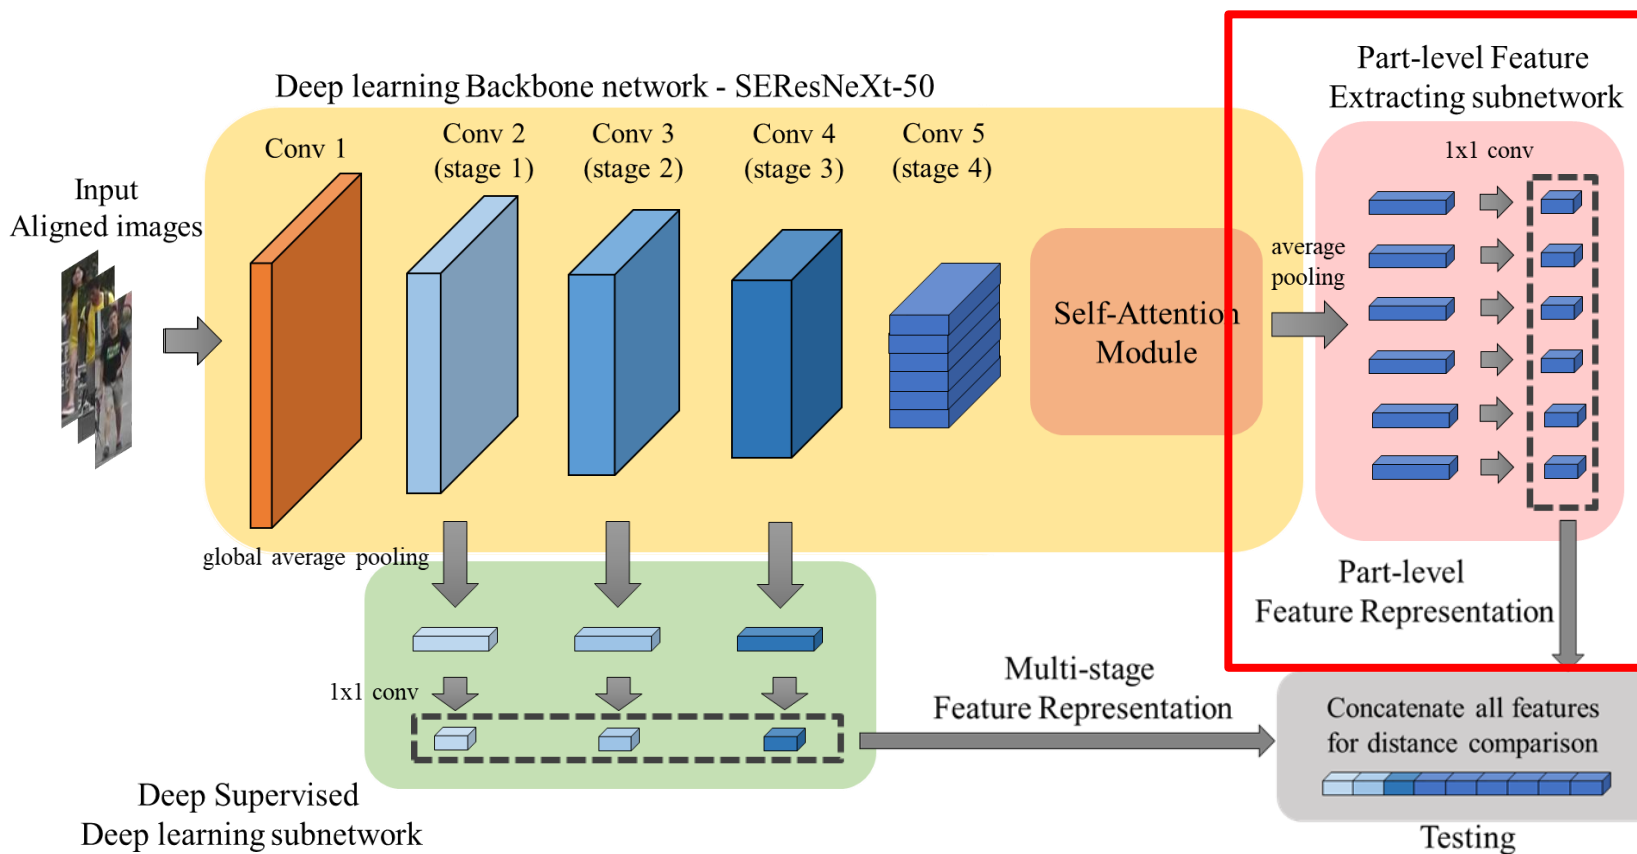 Part-level Feature
Extracting subnetwork
Deep learning Backbone network - SEResNeXt-50
Conv 1
Conv 2
(stage 1)
Conv 3
(stage 2)
Conv 4
(stage 3)
Conv 5
(stage 4)
1x1 conv
Input
Aligned images
average
pooling
Self-Attention
Module
global average pooling
Part-level
Feature Representation
1x1 conv
Multi-stage
Feature Representation
Concatenate all features
for distance comparison
Deep Supervised
Deep learning subnetwork
Testing